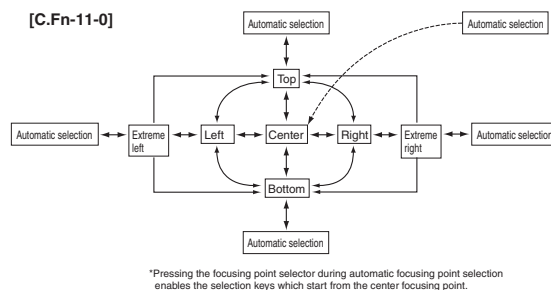 [C.Fn-11-0]
Automatic selection
Automatic selection
Top
Automatic selection
Extreme
left
Left
Center
Right
Extreme
right
Automatic selection
Bottom
Automatic selection
*Pressing the focusing point selector during automatic focusing point selection
enables the selection keys which start from the center focusing point.